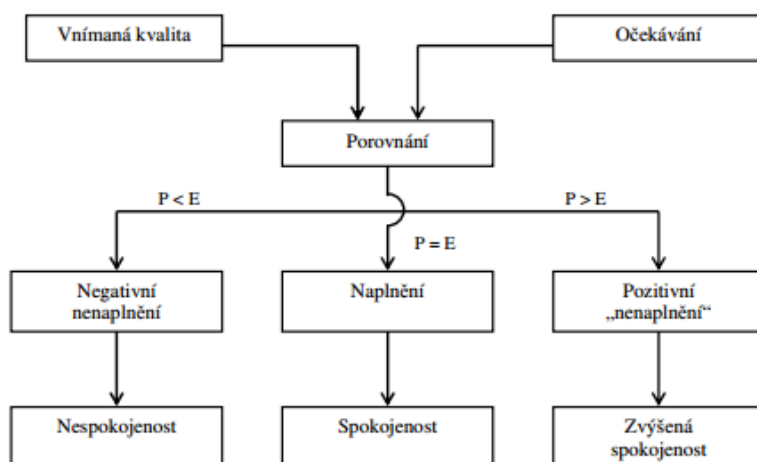 Vnímaná kvalita
Očekávání
Porovnání
P < E
P > E
P = E
Negativní
nenaplnění
Naplnění
Pozitivní
„nenaplnění“
Nespokojenost
Spokojenost
Zvýšená
spokojenost